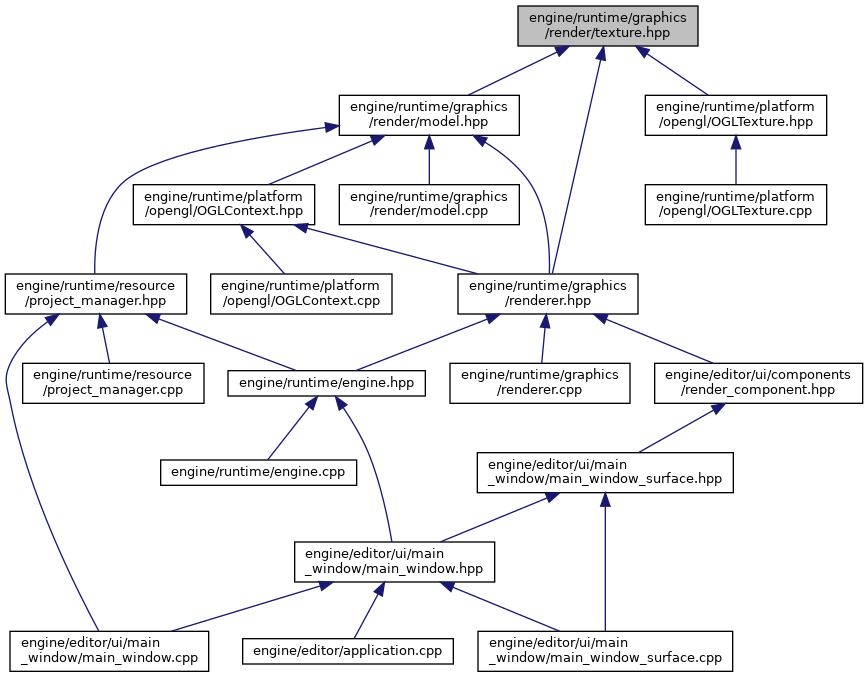 engine/runtime/graphics
/render/texture.hpp
engine/runtime/graphics
/render/model.hpp
engine/runtime/platform
/opengl/OGLTexture.hpp
engine/runtime/platform
/opengl/OGLContext.hpp
engine/runtime/graphics
/render/model.cpp
engine/runtime/platform
/opengl/OGLTexture.cpp
engine/runtime/resource
/project_manager.hpp
engine/runtime/platform
/opengl/OGLContext.cpp
engine/runtime/graphics
/renderer.hpp
engine/runtime/resource
/project_manager.cpp
engine/runtime/engine.hpp
engine/runtime/graphics
/renderer.cpp
engine/editor/ui/components
/render_component.hpp
engine/runtime/engine.cpp
engine/editor/ui/main
_window/main_window_surface.hpp
engine/editor/ui/main
_window/main_window.hpp
engine/editor/ui/main
_window/main_window.cpp
engine/editor/application.cpp
engine/editor/ui/main
_window/main_window_surface.cpp